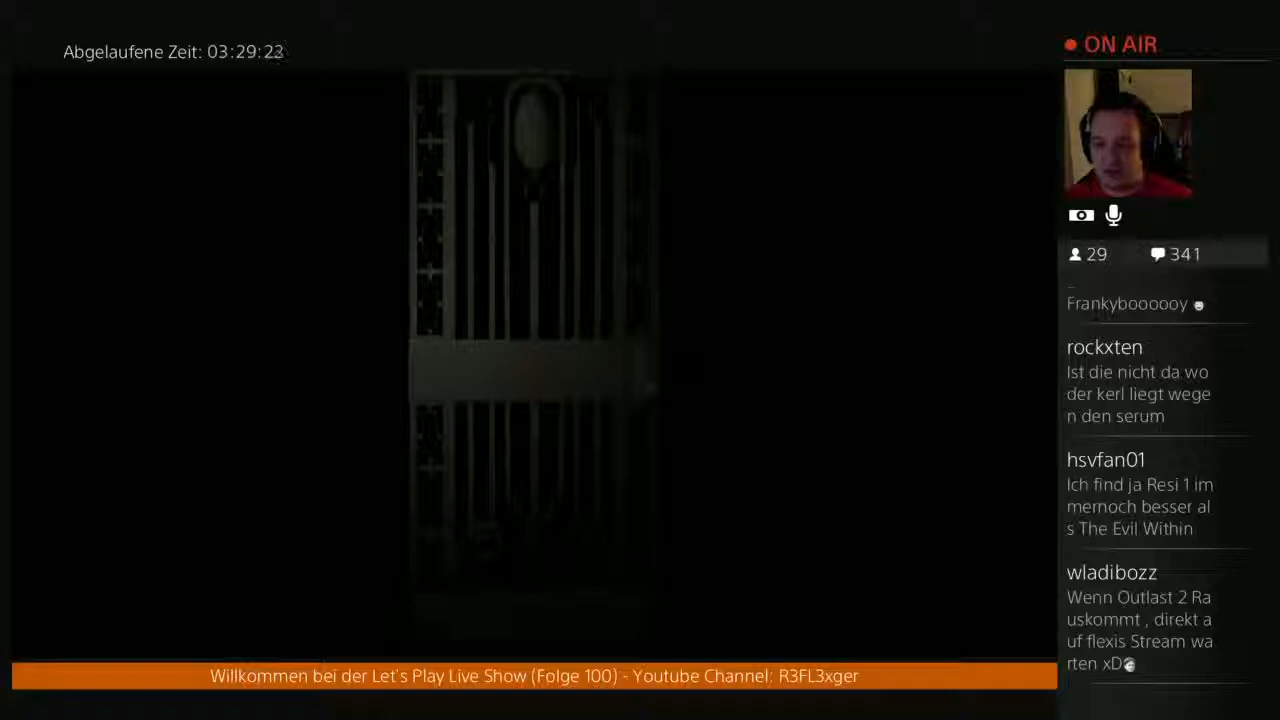 Abgelaufene Zeit: 03:29:23
ON AIR
29 341
Frankyboooooy
rockxten
Ist die nicht da wo
der kerl liegt wege
n den serum
hsvfan01
Ich find ja Resi 1 im
mernoch besser al
s The Evil Within
wladibozz
Wenn Outlast 2 Ra
uskommt , direkt a
uf flexis Stream wa
rten xD
Willkommen bei der Let's Play Live Show (Folge 100) - Youtube Channel: R3FL3xger